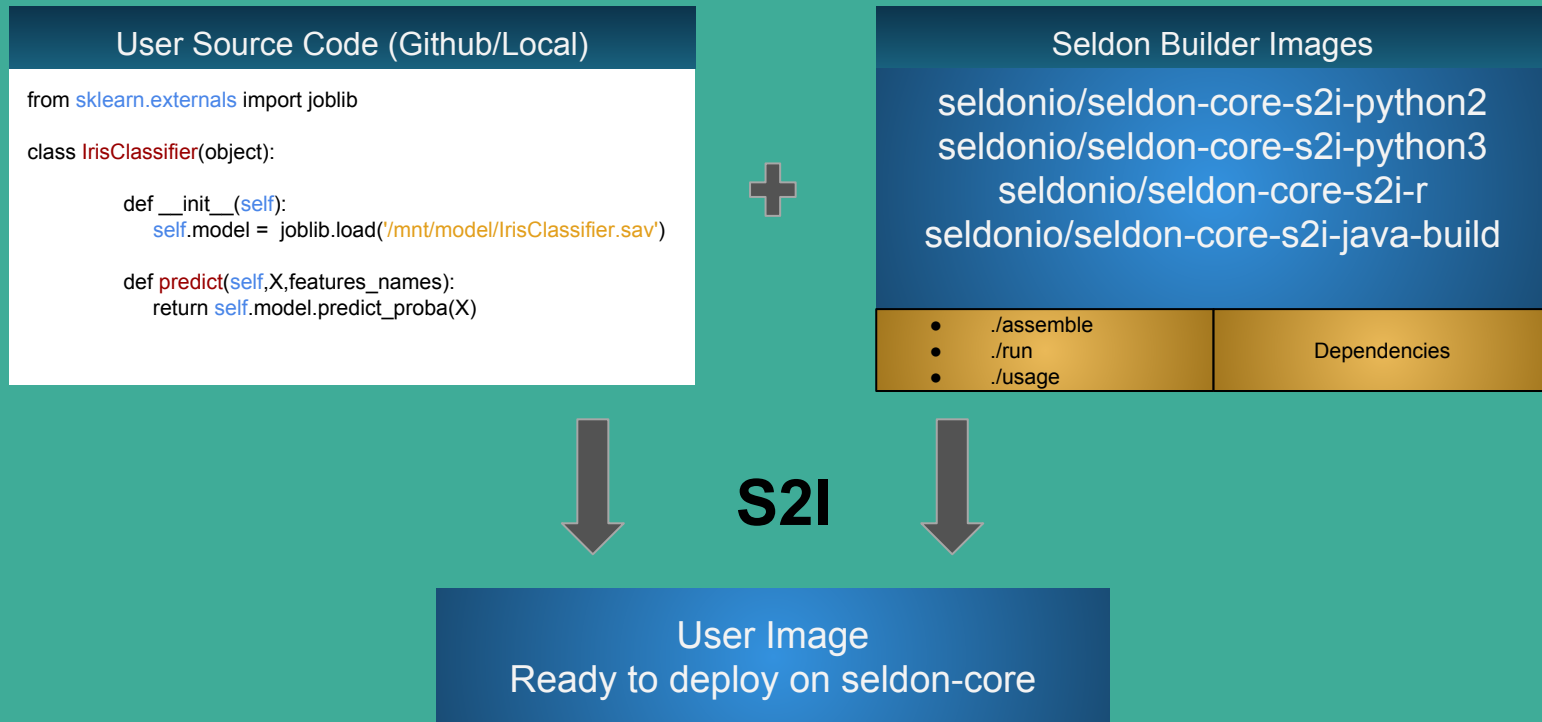 User Source Code (Github/Local)
from sklearn.externals import joblib
class IrisClassifier(object):
def __init__(self):
self.model = joblib.load('/mnt/model/IrisClassifier.sav')
def predict(self,X,features_names):
return self.model.predict_proba(X)
Seldon Builder Images
seldonio/seldon-core-s2i-python2
seldonio/seldon-core-s2i-python3
seldonio/seldon-core-s2i-r
seldonio/seldon-core-s2i-java-build
● ./assemble
● ./run
● ./usage
Dependencies
S2I
User Image
Ready to deploy on seldon-core